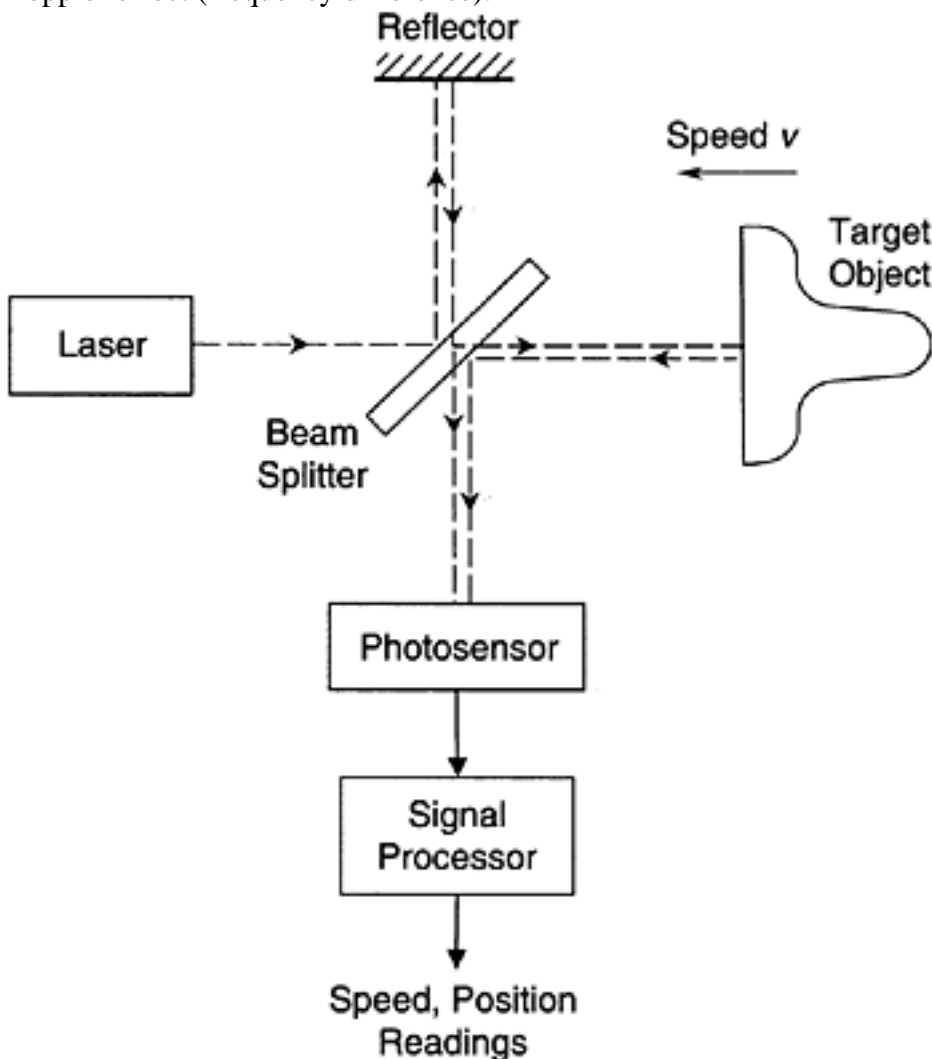 Reflector
Speed v
Target
Object
Laser
Beam
Splitter
Photosensor
Signal
Processor
Speed, Position
Readings